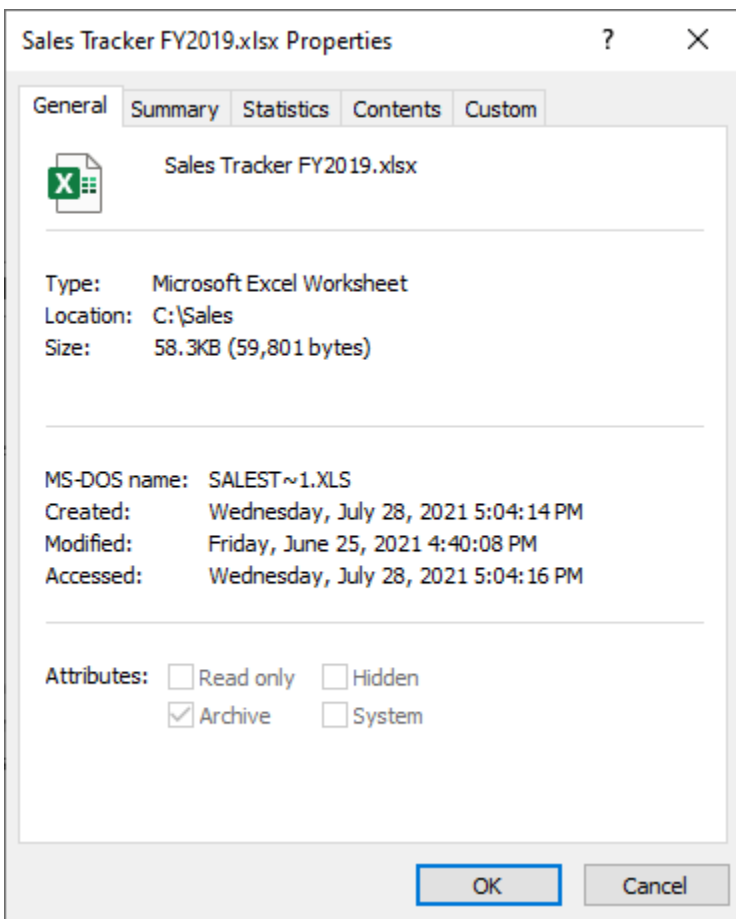 Sales Tracker FY2019.xlsx Properties ? X
General Summary Statistics Contents Custom
X Sales Tracker FY2019.xlsx
Type: Microsoft Excel Worksheet
Location: C:\Sales
Size: 58.3KB (59,801 bytes)
MS-DOS name: SALEST~1.XLS
Created: Wednesday, July 28, 2021 5:04:14 PM
Modified: Friday, June 25, 2021 4:40:08 PM
Accessed: Wednesday, July 28, 2021 5:04:16 PM
Attributes: Read only Hidden
Archive System
OK Cancel